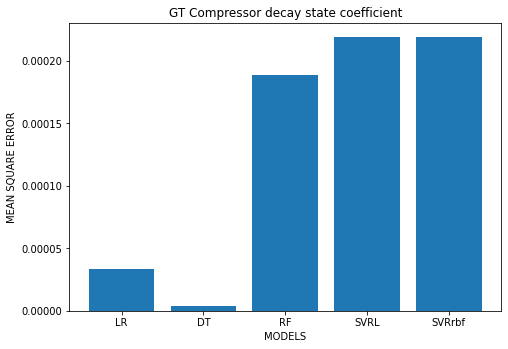 GT Compressor decay state coefficient
MEAN SQUARE ERROR
0.00020
0.00015
0.00010
0.00005
0.00000
LR DT RF SVRL SVRrbf
MODELS